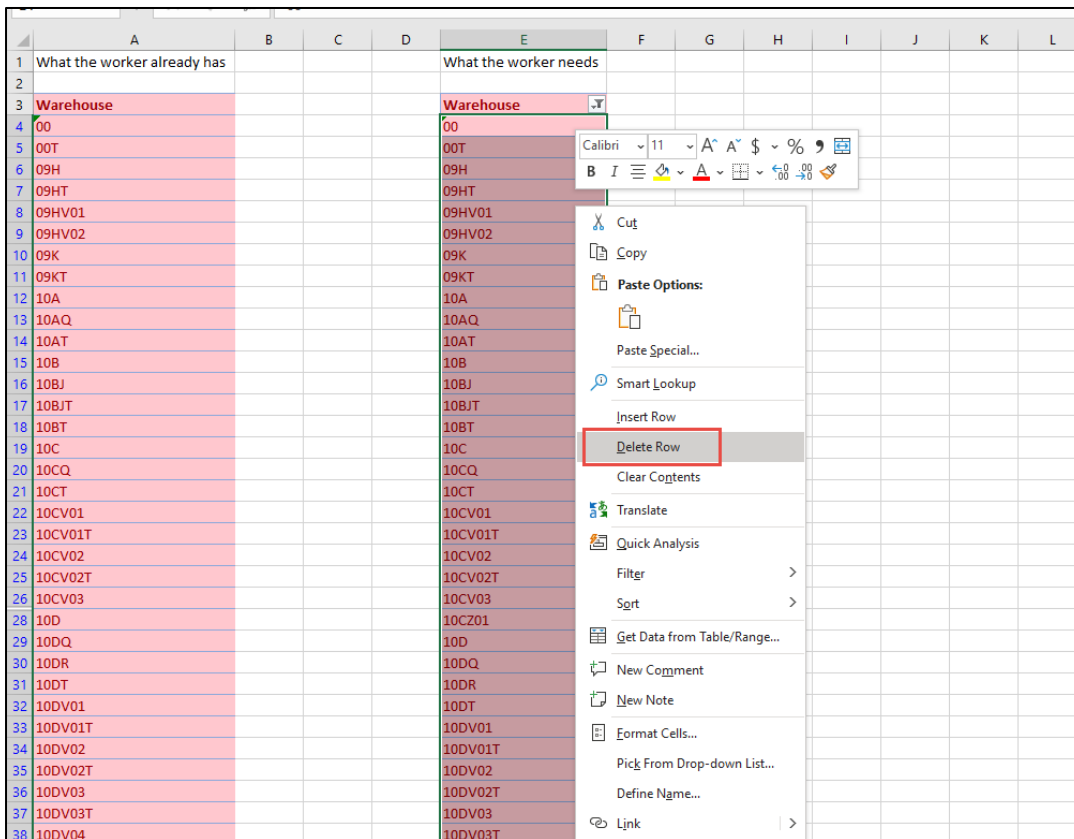 A B C D E F G H I J K L
1 What the worker already has What the worker needs
2
3 Warehouse Warehouse
4 00 00
Calibri 11 A^ A˅ $ % 9
5 00T 00T
6 09H 09H
B I A .00 .00
7 09HT 09HT
8 09HV01 09HV01
Cut
9 09HV02 09HV02
10 09K 09K
Copy
11 09KT 09KT
Paste Options:
12 10A 10A
13 10AQ 10AQ
14 10AT 10AT
Paste Special...
15 10B 10B
16 10BJ 10BJ
Smart Lookup
17 10BJT 10BJT
Insert Row
18 10BT 10BT
19 10C 10C
Delete Row
20 10CQ 10CQ
Clear Contents
21 10CT 10CT
22 10CV01 10CV01
Translate
23 10CV01T 10CV01T
Quick Analysis
24 10CV02 10CV02
25 10CV02T 10CV02T
Filter
26 10CV03 10CV03
Sort
28 10D 10CZ01
29 10DQ 10D
Get Data from Table/Range...
30 10DR 10DQ
New Comment
31 10DT 10DR
32 10DV01 10DT
New Note
33 10DV01T 10DV01
Format Cells...
34 10DV02 10DV01T
35 10DV02T 10DV02
Pick From Drop-down List...
36 10DV03 10DV02T
Define Name...
37 10DV03T 10DV03
Link
38 10DV04 10DV03T